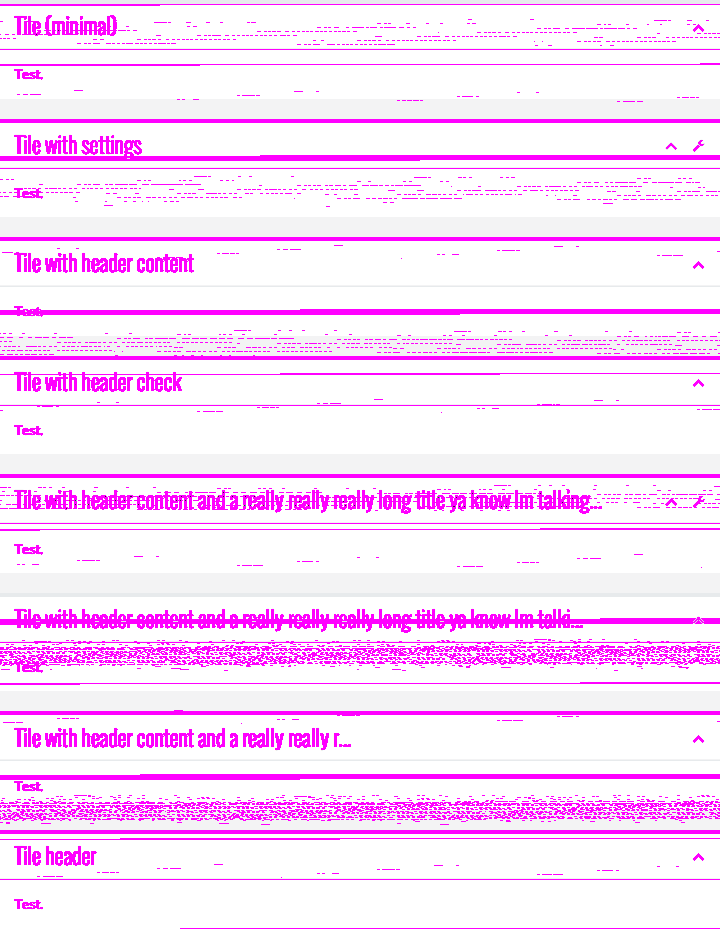 Tile (minimal)
Test.
Tile with settings
Test.
Tile with header content
Test.
Tile with header check
Test.
Tile with header content and a really really really long title ya know Im talking...
Test.
Tile with header content and a really really really long title ya know Im talki...
Test.
Tile with header content and a really really r...
Test.
Tile header
Test.